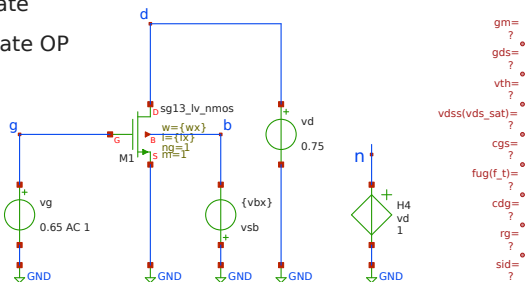 ate
ate OP
d
sg13_lv_nmos
D
w={wx}
l={lx}
ng=1
m=1
g
G
B
S
b
M1
vd
0.75
vg
0.65 AC 1
{vbx}
vsb
n
H4
vd
1
GND
GND
GND
GND
GND
gm=
?
gds=
?
vth=
?
vdss(vds_sat)=
?
cgs=
?
fug(f_t)=
?
cdg=
?
rg=
?
sid=
?